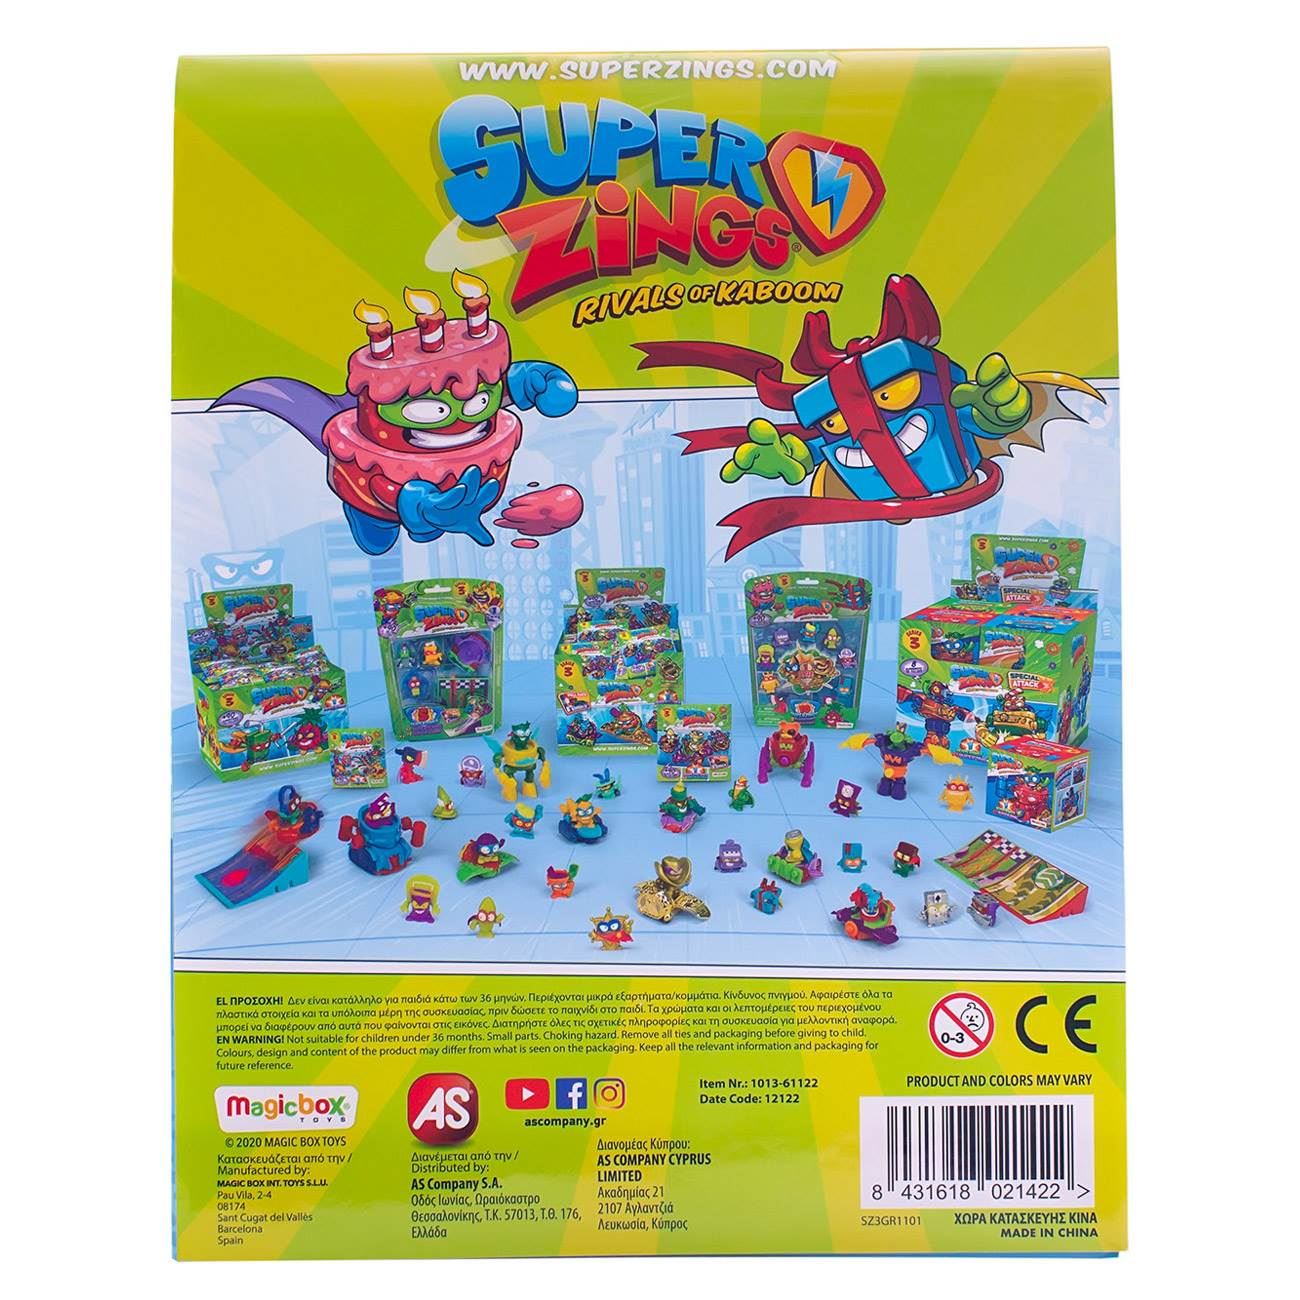 WWW.SUPERZINGS.COM
SUPER
ZINGS®
RIVALS OF KABOOM
EL ΠΡΟΣΟΧΗ! Δεν είναι κατάλληλο για παιδιά κάτω των 36 μηνών. Περιέχονται μικρά εξαρτήματα/κομμάτια. Κίνδυνος πνιγμού. Αφαιρέστε όλα τα
πλαστικά στοιχεία και τα υπόλοιπα μέρη της συσκευασίας, πριν δώσετε το παιχνίδι στο παιδί. Τα χρώματα και οι λεπτομέρειες του περιεχομένου
μπορεί να διαφέρουν από αυτά που φαίνονται στις εικόνες. Διατηρήστε όλες τις σχετικές πληροφορίες και τη συσκευασία για μελλοντική αναφορά.
EN WARNING! Not suitable for children under 36 months. Small parts. Choking hazard. Remove all ties and packaging before giving to child.
Colours, design and content of the product may differ from what is seen on the packaging. Keep all the relevant information and packaging for
future reference.
0-3
CE
PRODUCT AND COLORS MAY VARY
magicbox®
TOYS
© 2020 MAGIC BOX TOYS
Κατασκευάζεται από την /
Manufactured by:
MAGIC BOX INT. TOYS S.L.U.
Pau Vila, 2-4
08174
Sant Cugat del Vallès
Barcelona
Spain
AS
Διανέμεται από την /
Distributed by:
AS Company S.A.
Οδός Ιωνίας, Ωραιόκαστρο
Θεσσαλονίκης, Τ.Κ. 57013, Τ.Θ. 176,
Ελλάδα
ascompany.gr
Διανομέας Κύπρου:
AS COMPANY CYPRUS
LIMITED
Ακαδημίας 21
2107 Αγλαντζιά
Λευκωσία, Κύπρος
Item Nr.: 1013-61122
Date Code: 12122
8 431618 021422 >
SZ3GR1101
ΧΩΡΑ ΚΑΤΑΣΚΕΥΗΣ ΚΙΝΑ
MADE IN CHINA